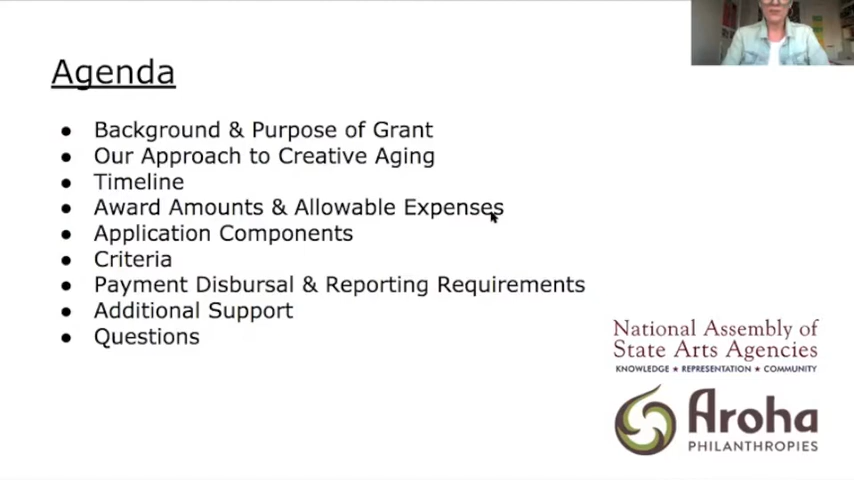 Agenda
● Background & Purpose of Grant
● Our Approach to Creative Aging
● Timeline
● Award Amounts & Allowable Expenses
● Application Components
● Criteria
● Payment Disbursal & Reporting Requirements
● Additional Support
● Questions
National Assembly of
State Arts Agencies
KNOWLEDGE ★ REPRESENTATION ★ COMMUNITY
Aroha
PHILANTHROPIES